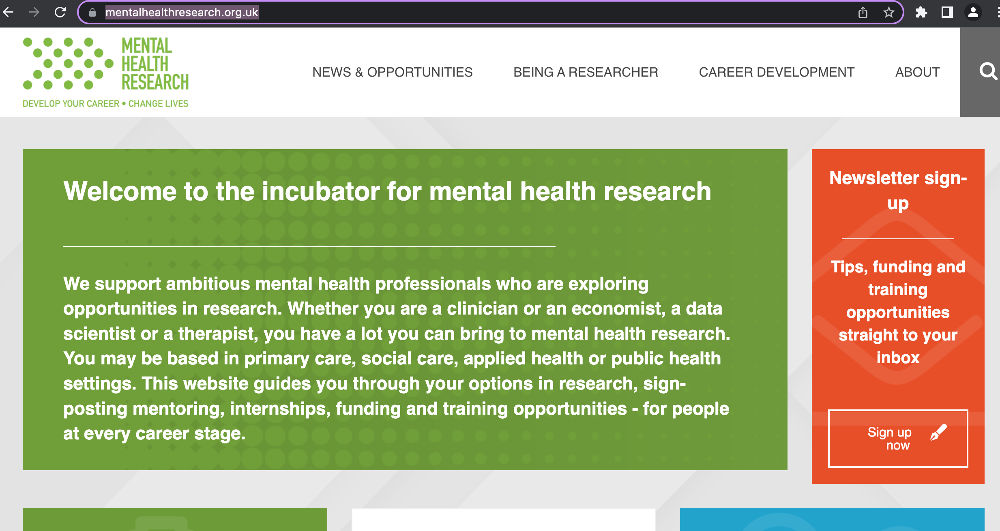 mentalhealthresearch.org.uk
MENTAL
HEALTH
RESEARCH
DEVELOP YOUR CAREER • CHANGE LIVES
NEWS & OPPORTUNITIES
BEING A RESEARCHER
CAREER DEVELOPMENT
ABOUT
Welcome to the incubator for mental health research
We support ambitious mental health professionals who are exploring
opportunities in research. Whether you are a clinician or an economist, a data
scientist or a therapist, you have a lot you can bring to mental health research.
You may be based in primary care, social care, applied health or public health
settings. This website guides you through your options in research, sign-
posting mentoring, internships, funding and training opportunities - for people
at every career stage.
Newsletter sign-
up
Tips, funding and
training
opportunities
straight to your
inbox
Sign up
now